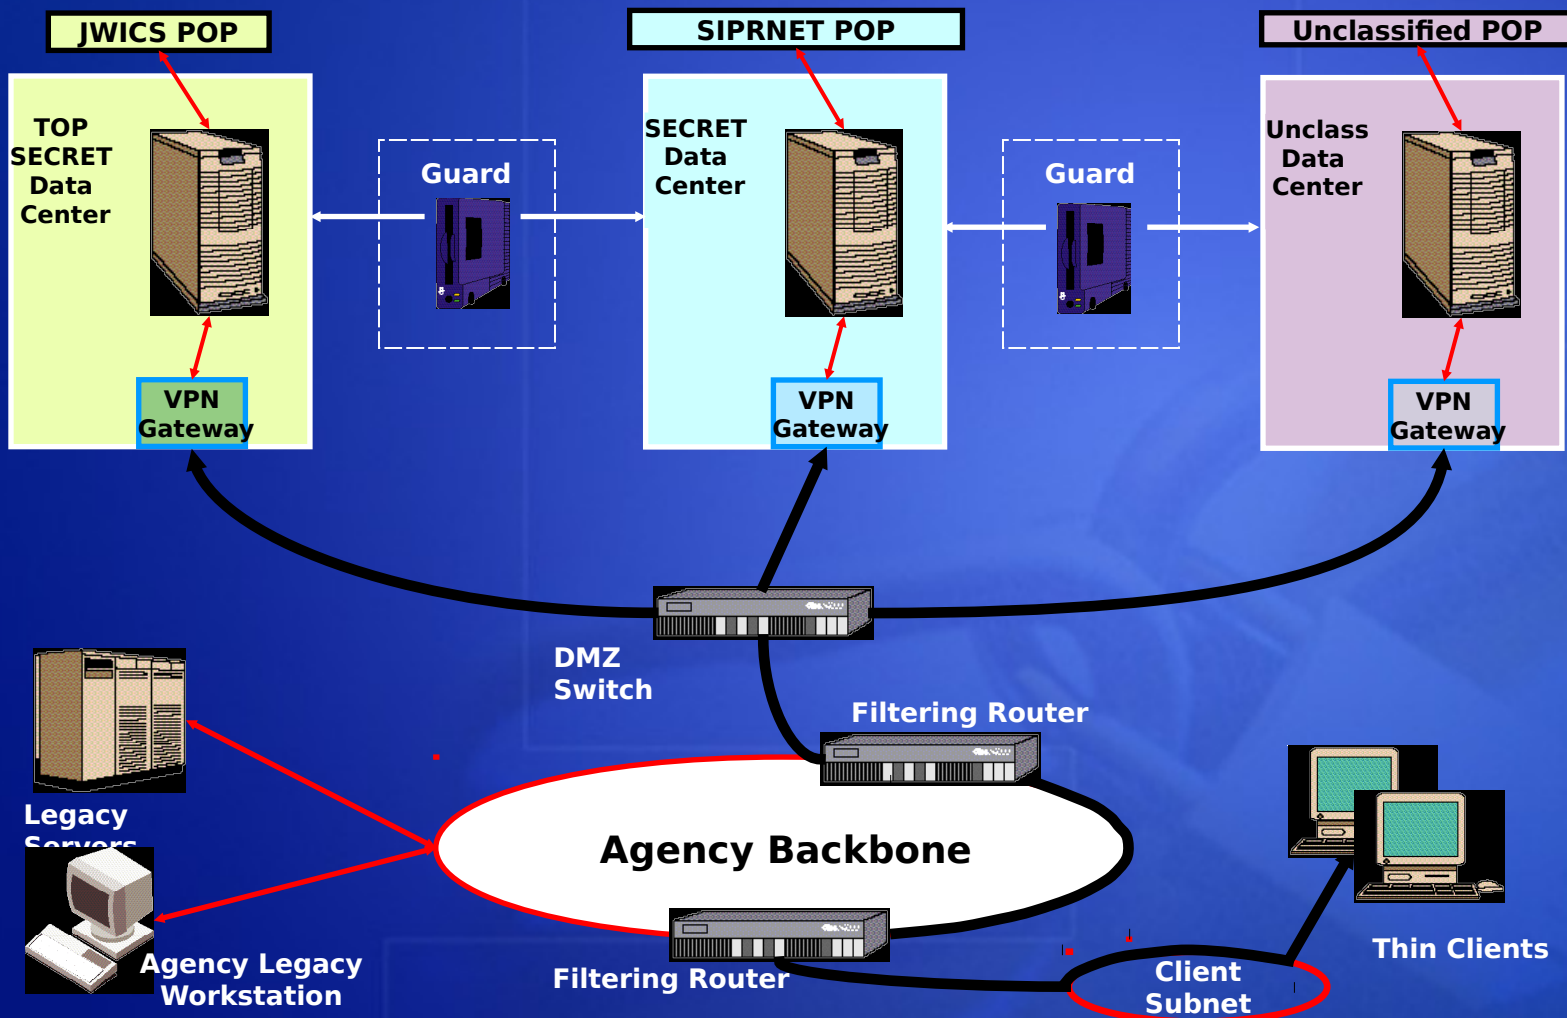 JWICS POP
SIPRNET POP
Unclassified POP
TOP
SECRET
Data
Center
Guard
SECRET
Data
Center
Guard
Unclass
Data
Center
VPN
Gateway
VPN
Gateway
VPN
Gateway
DMZ
Switch
Filtering Router
Legacy
Servers
Agency Backbone
Agency Legacy
Workstation
Filtering Router
Client
Subnet
Thin Clients